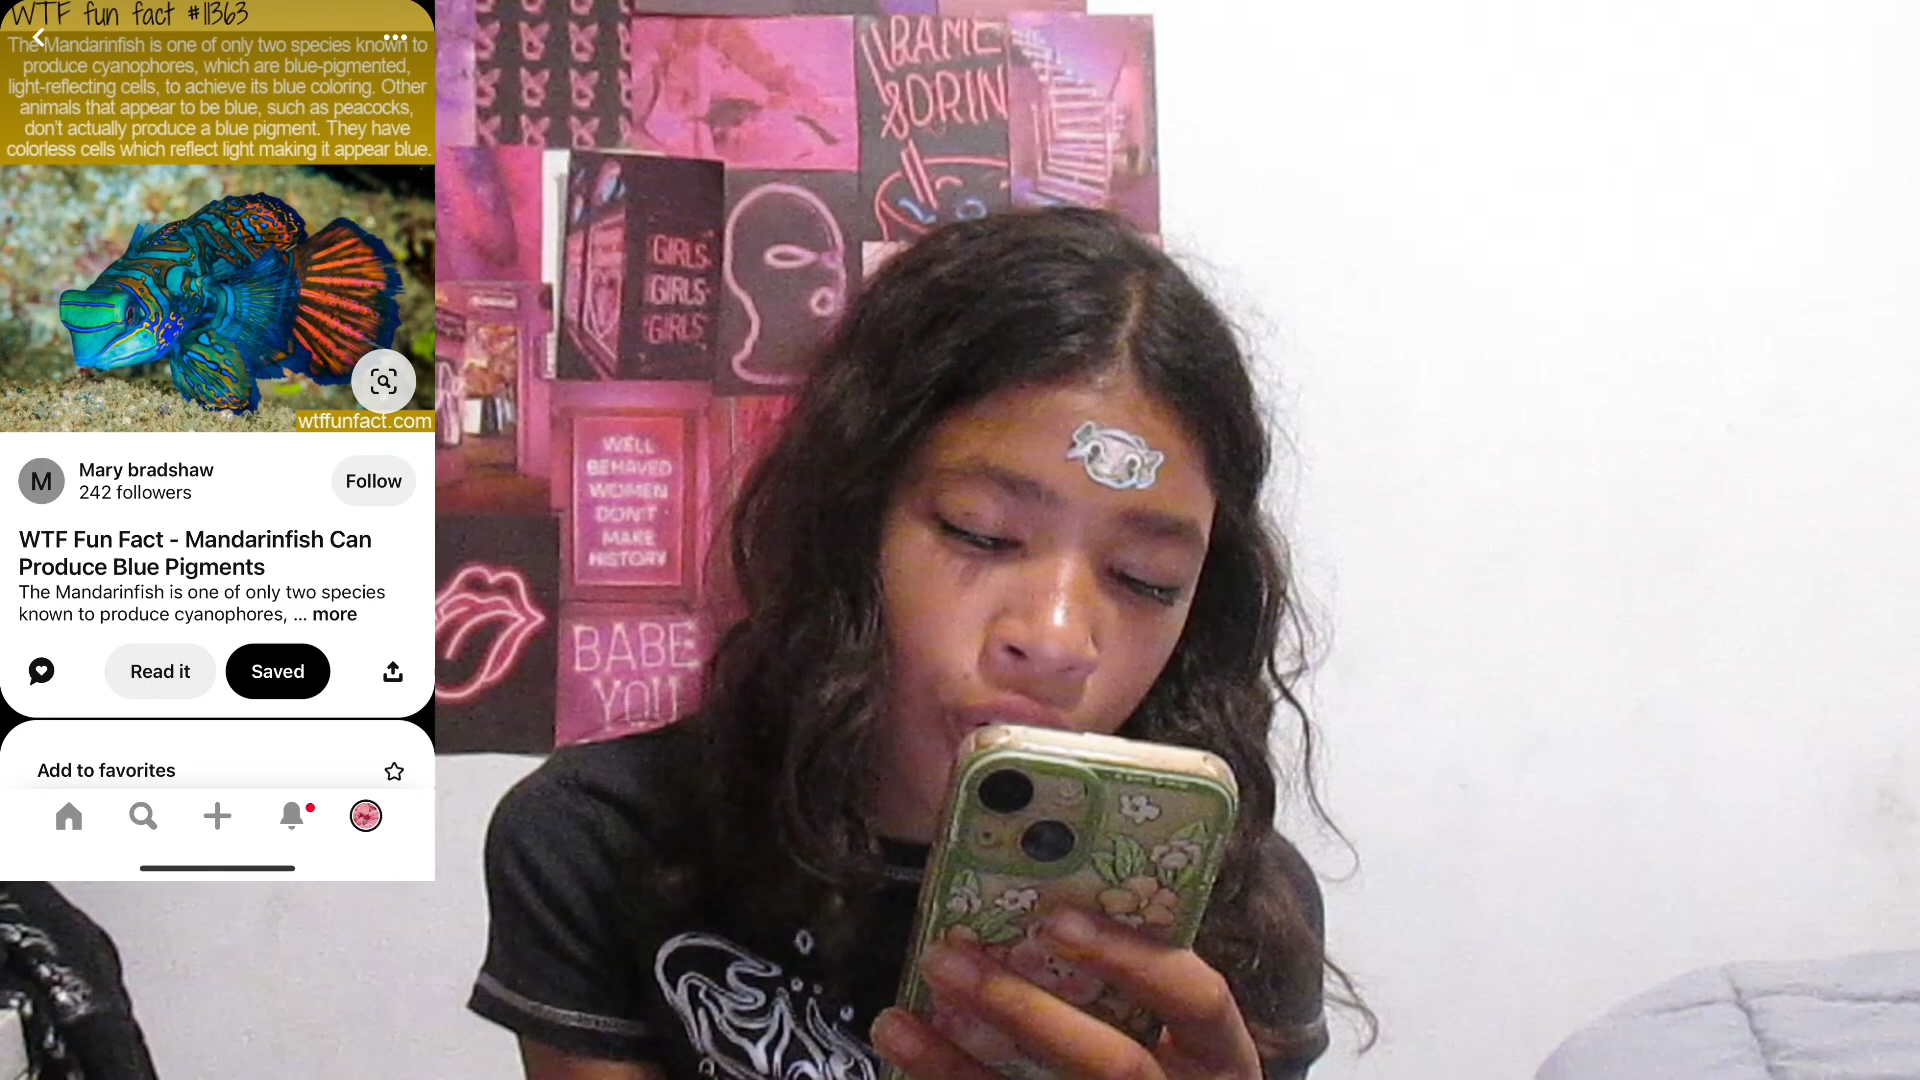 WTF fun fact #11363
The Mandarinfish is one of only two species known to
produce cyanophores, which are blue-pigmented,
light-reflecting cells, to achieve its blue coloring. Other
animals that appear to be blue, such as peacocks,
don't actually produce a blue pigment. They have
colorless cells which reflect light making it appear blue.
wtffunfact.com
M
Mary bradshaw
242 followers
Follow
WTF Fun Fact - Mandarinfish Can
Produce Blue Pigments
The Mandarinfish is one of only two species
known to produce cyanophores, ... more
Read it
Saved
Add to favorites
GIRLS
GIRLS
GIRLS
WELL
BEHAVED
WOMEN
DON'T
MAKE
HISTORY
BABE
YOU